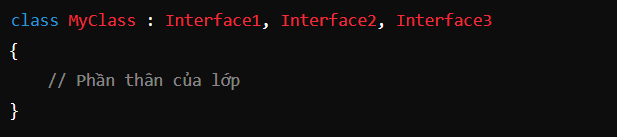 class MyClass : Interface1, Interface2, Interface3
{
// Phần thân của lớp
}